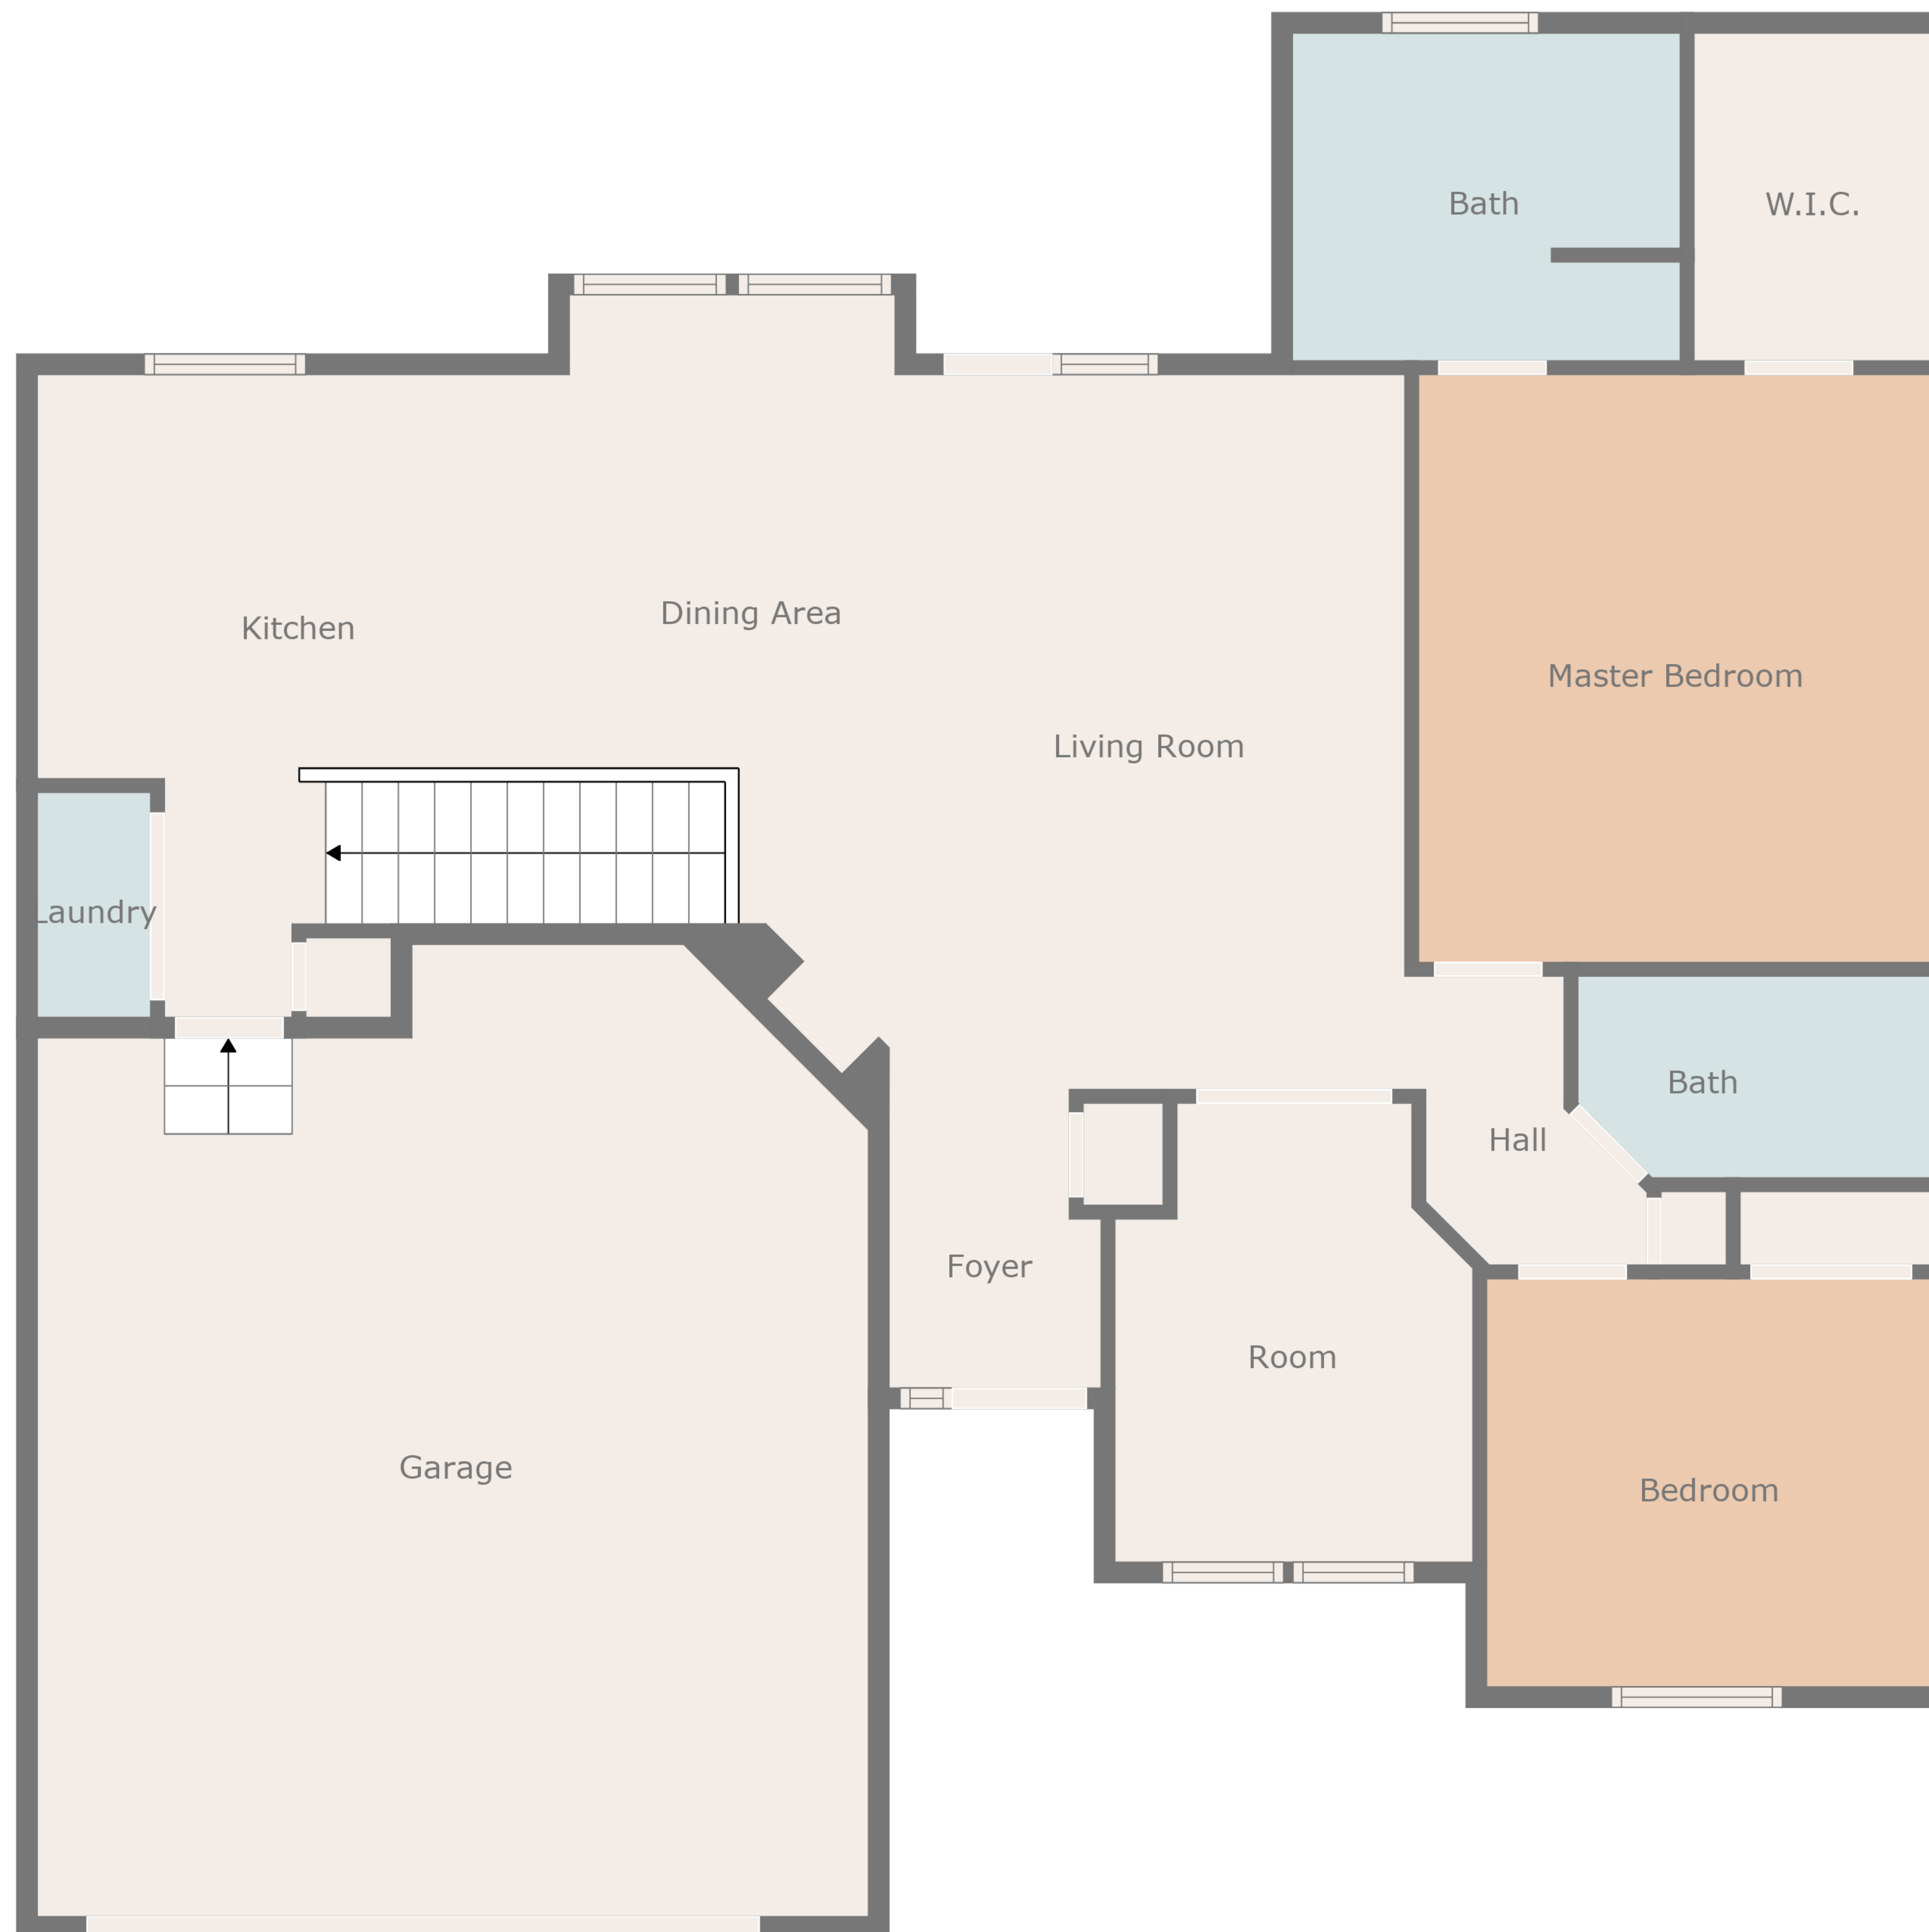 Bath
W.I.C.
Kitchen
Dining Area
Master Bedroom
Living Room
Laundry
Bath
Hall
Foyer
Room
Garage
Bedroom